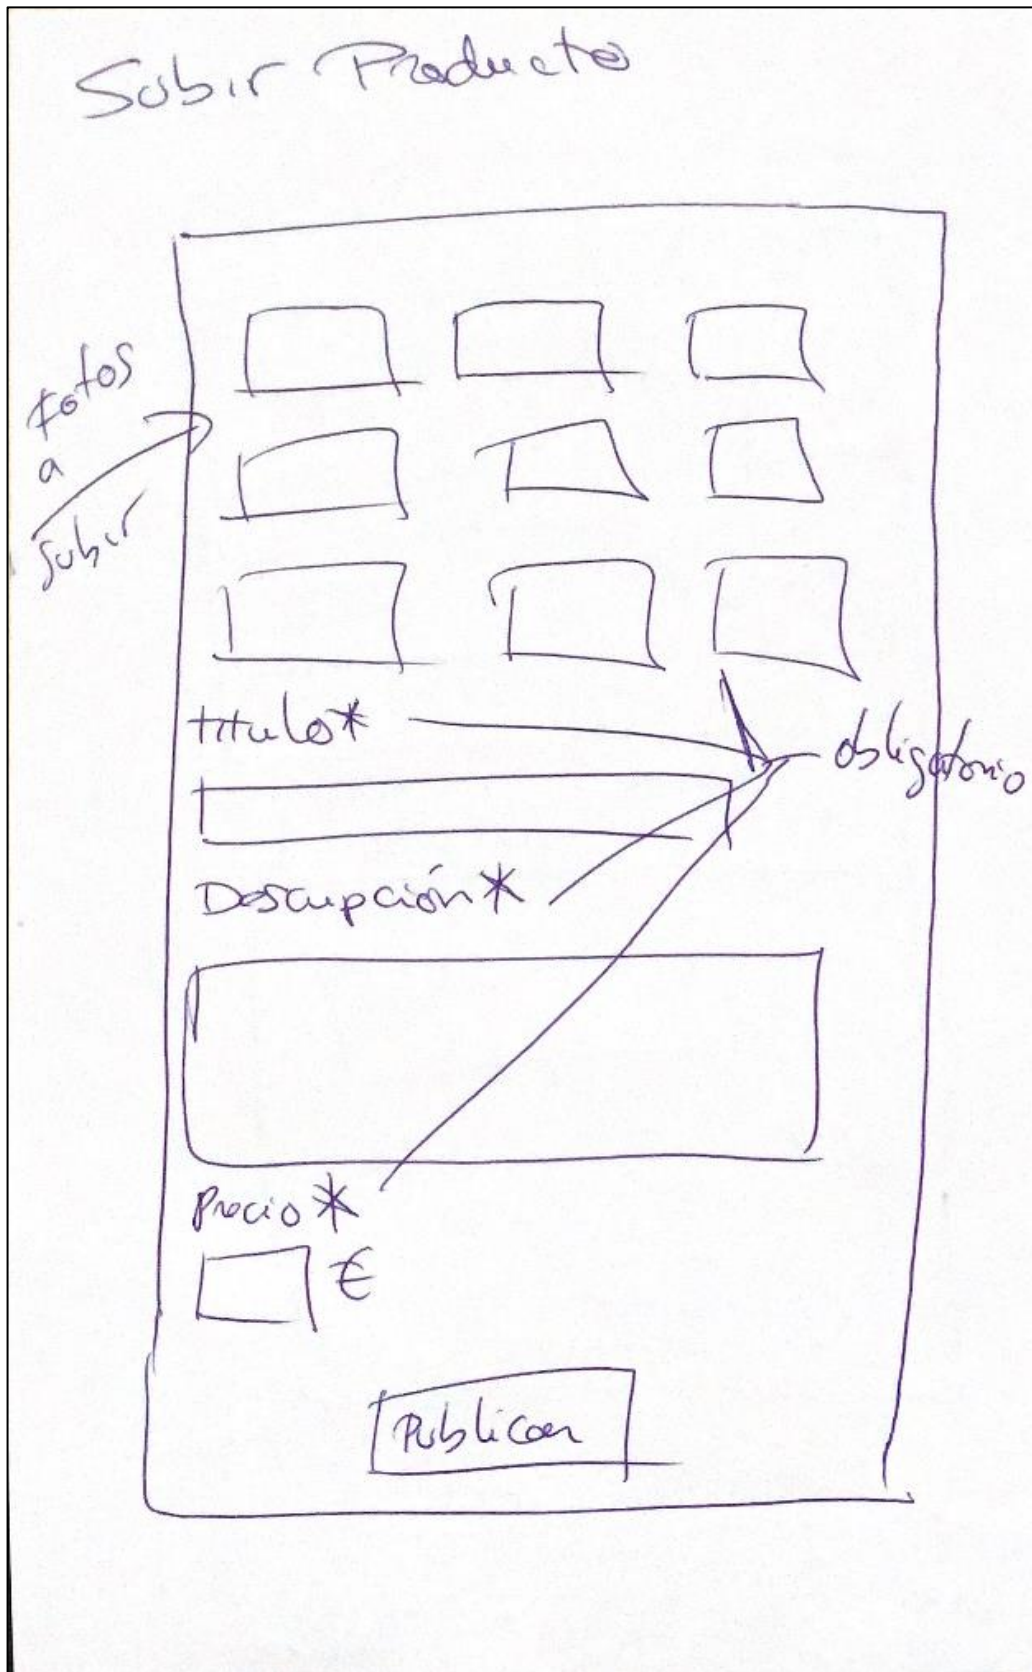 Subir Producto
Fotos
a
subir
titulo*
obligatorio
Descripción*
Precio*
€
Publicar